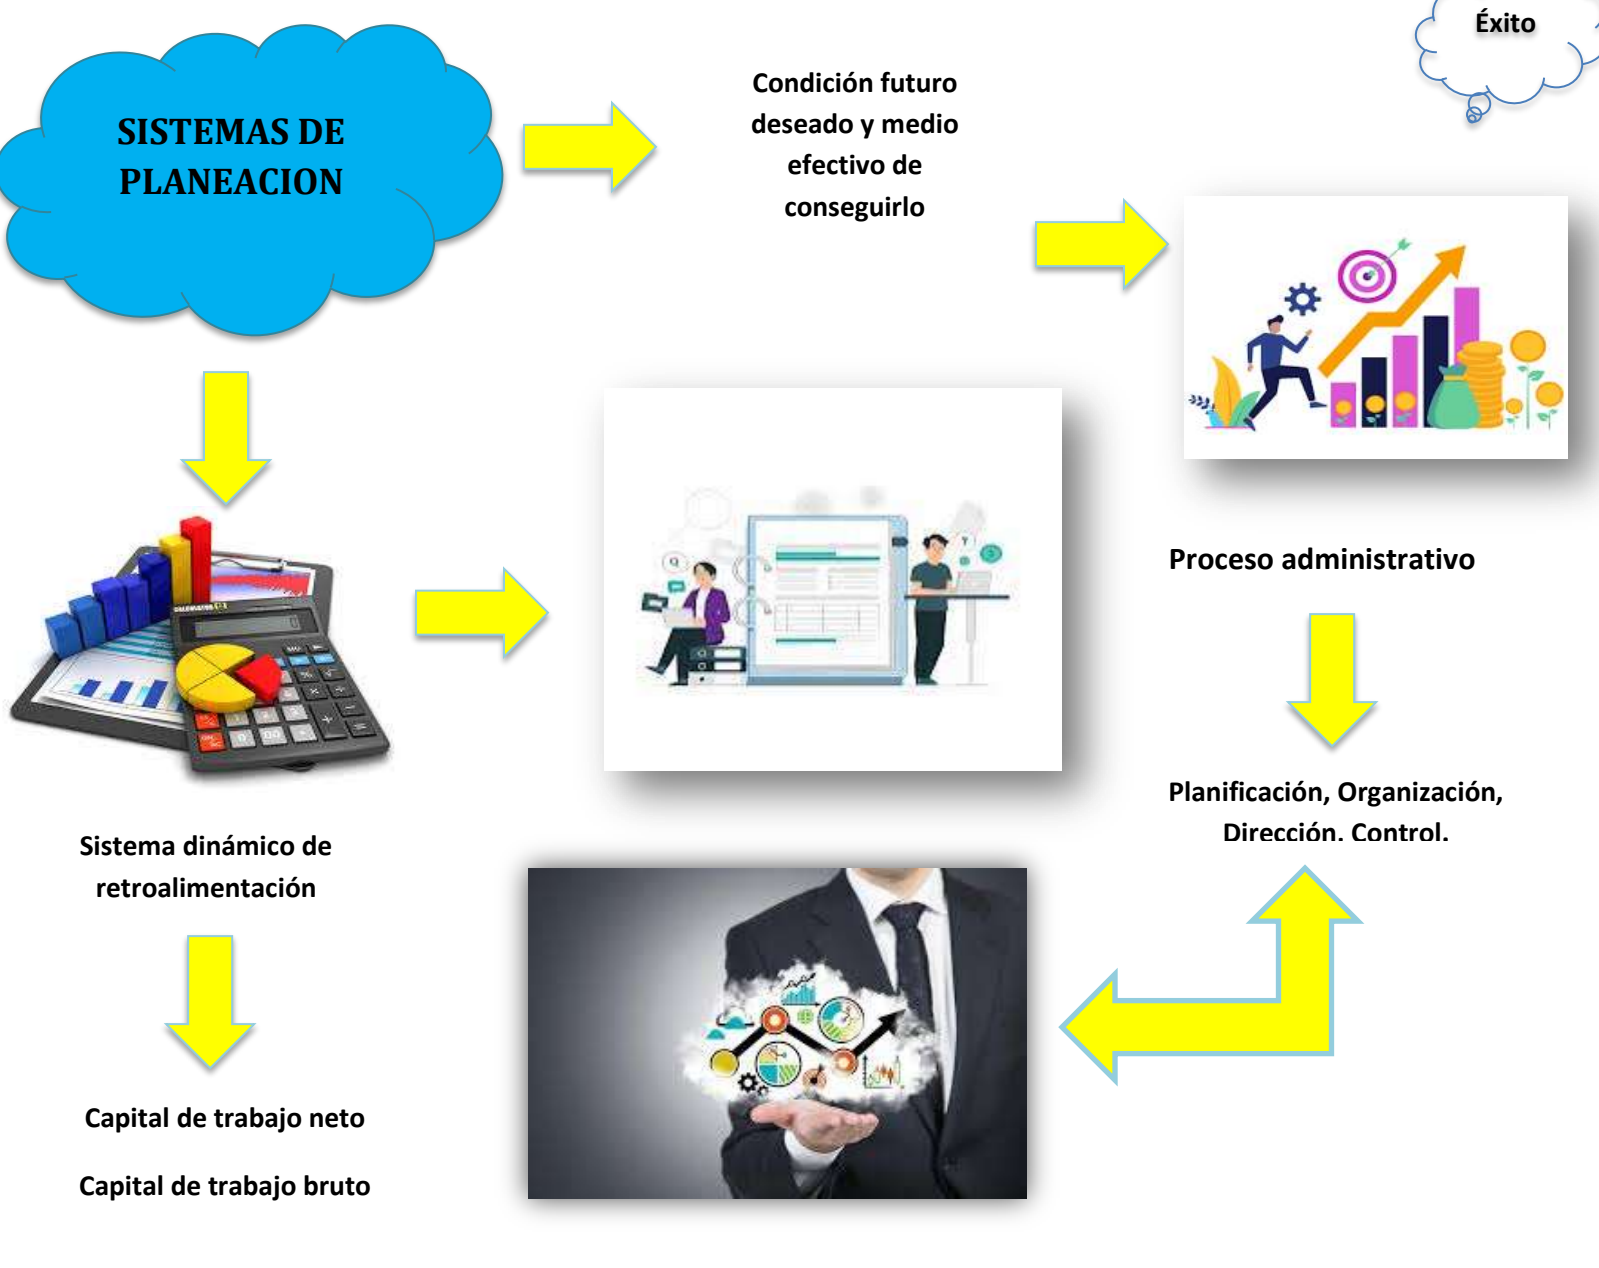 Éxito
SISTEMAS DE
PLANEACION
Condición futuro
deseado y medio
efectivo de
conseguirlo
Proceso administrativo
Planificación, Organización,
Dirección, Control.
Sistema dinámico de
retroalimentación
Capital de trabajo neto
Capital de trabajo bruto